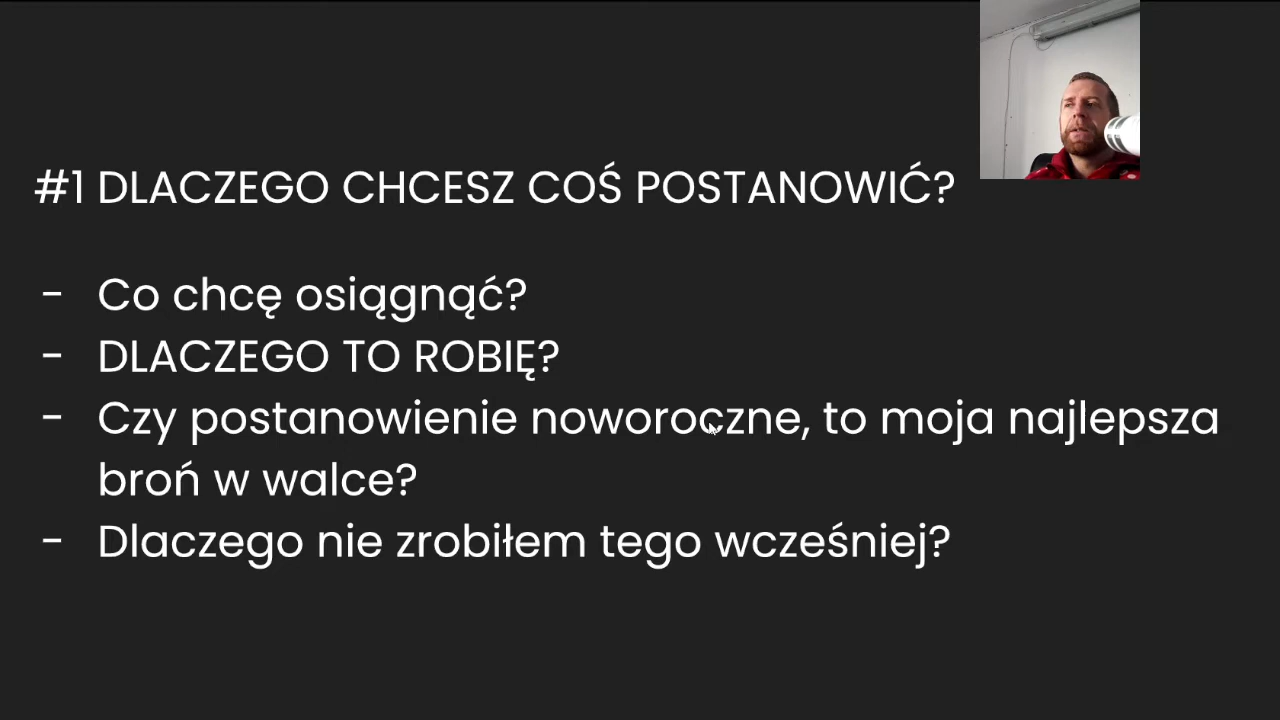 #1 DLACZEGO CHCESZ COŚ POSTANOWIĆ?
- Co chcę osiągnąć?
- DLACZEGO TO ROBIĘ?
- Czy postanowienie noworoczne, to moja najlepsza
broń w walce?
- Dlaczego nie zrobiłem tego wcześniej?